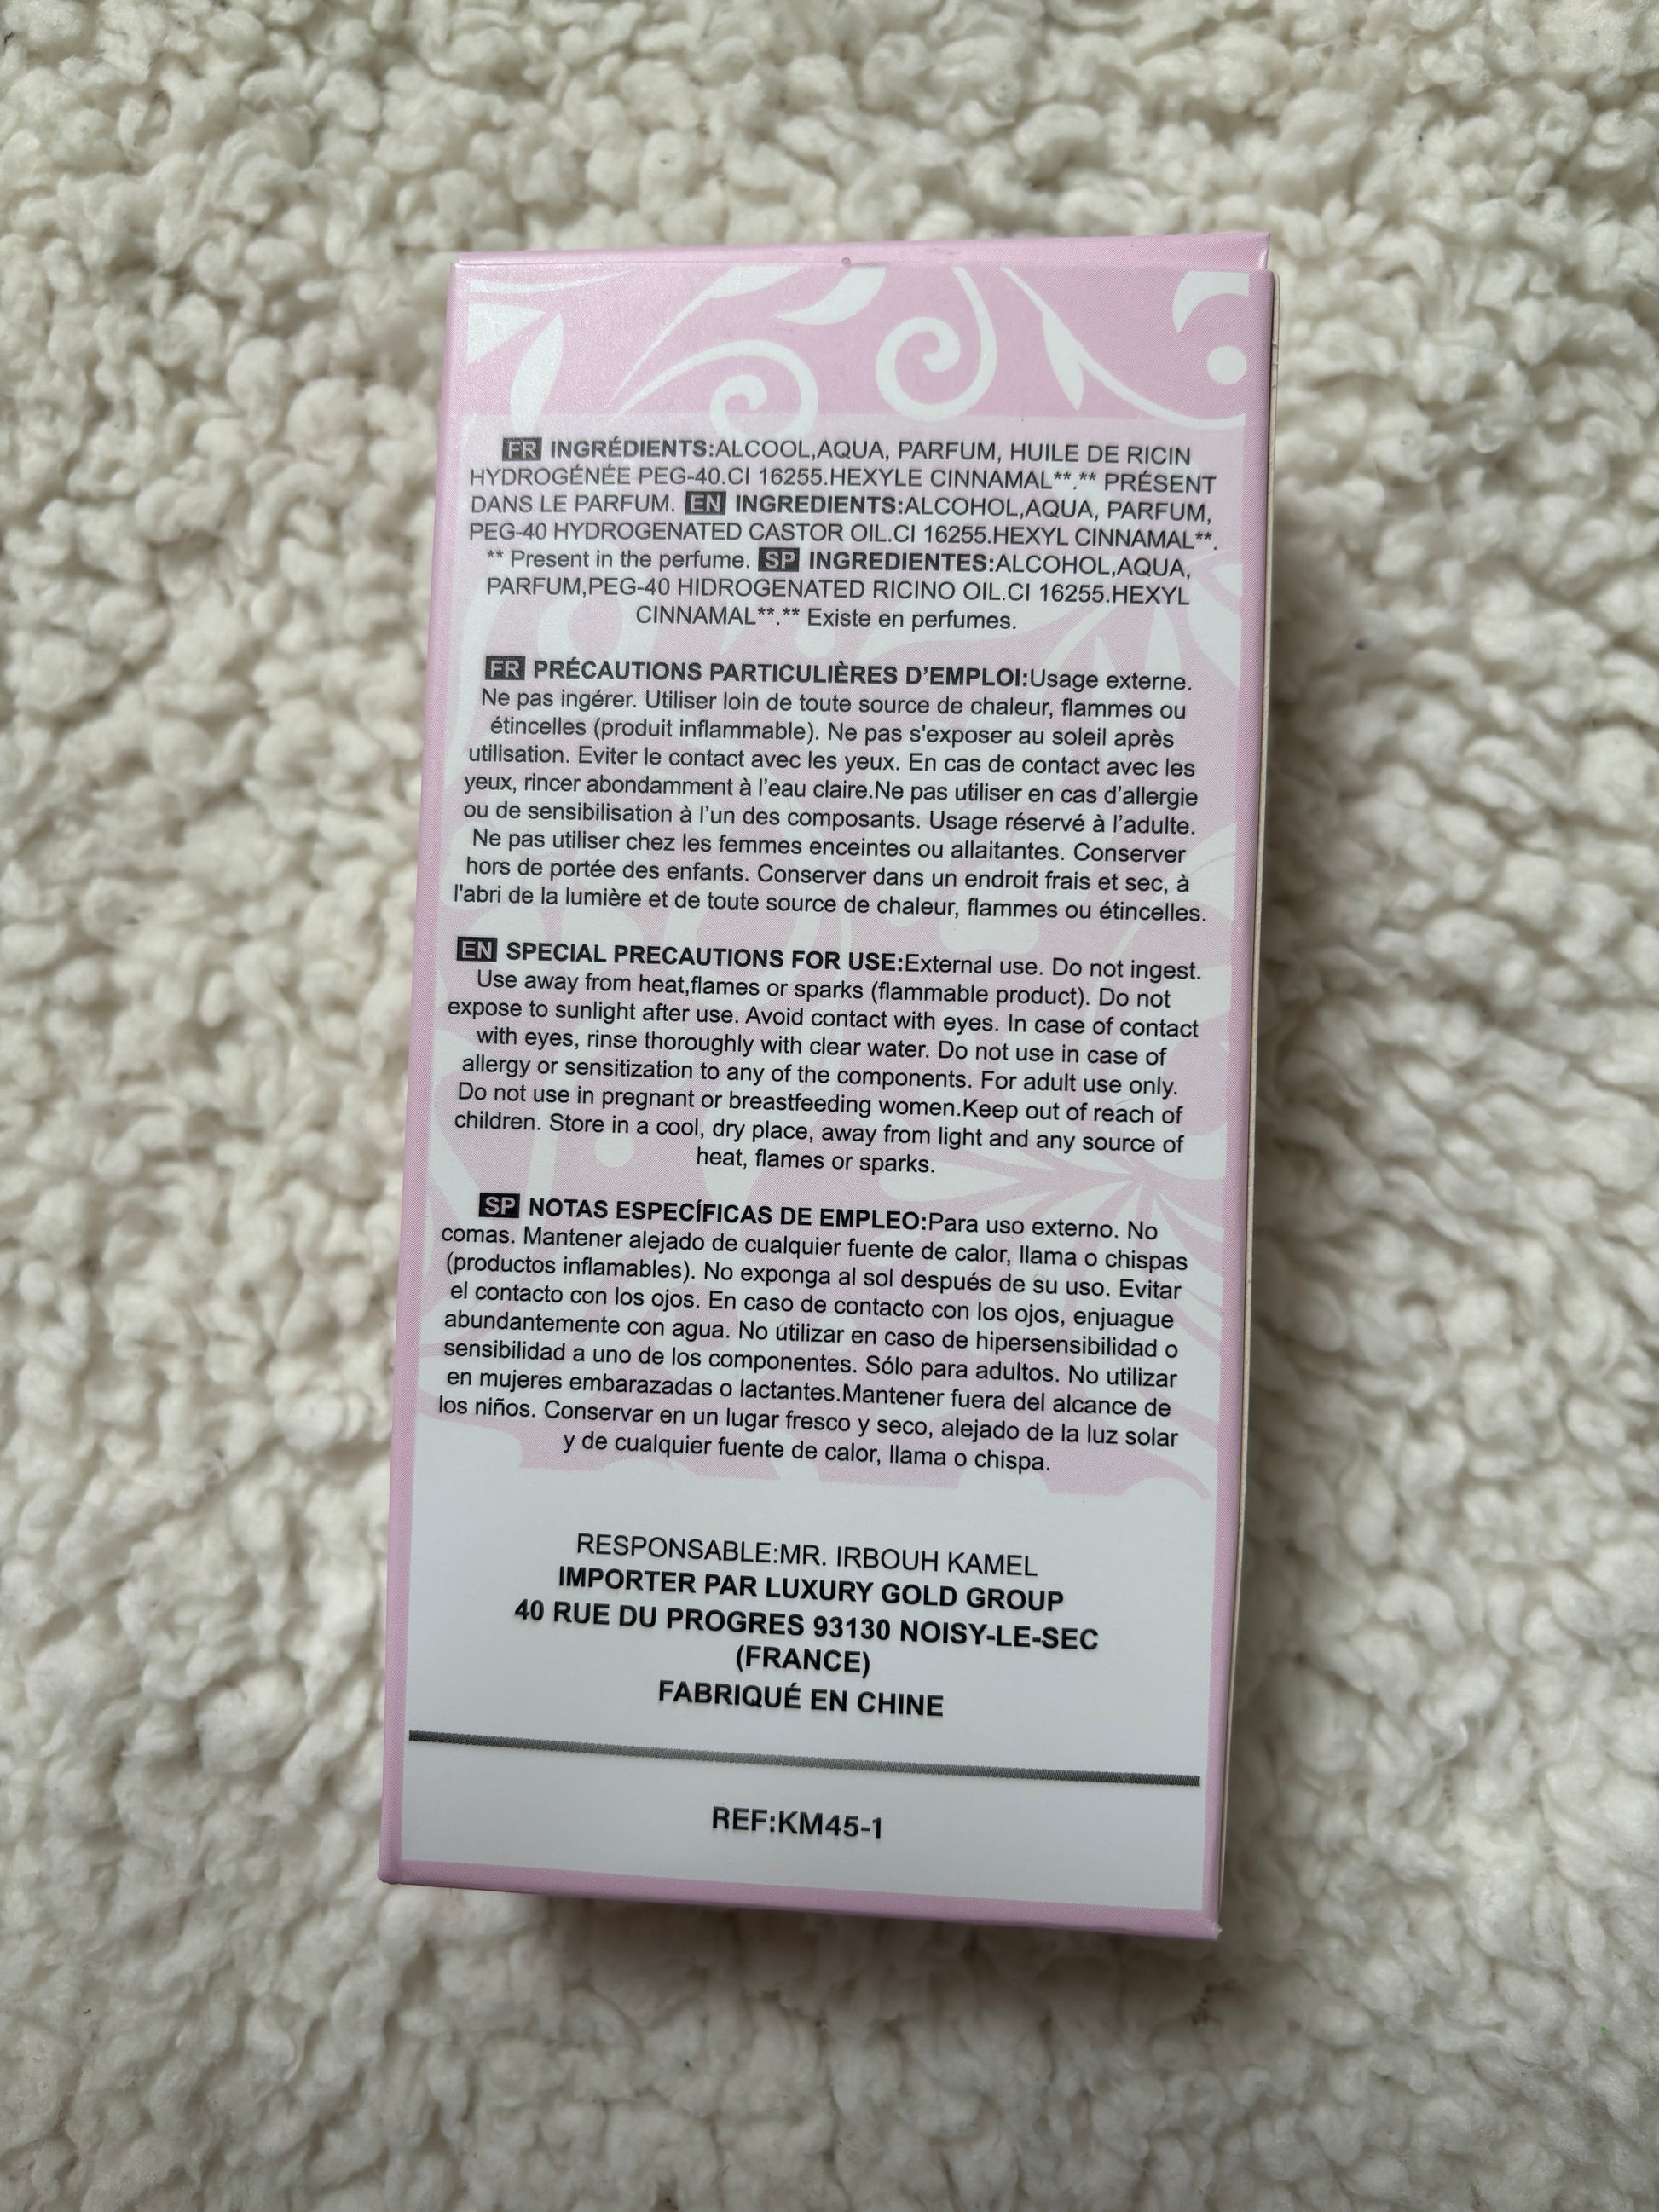 FR INGRÉDIENTS:ALCOOL,AQUA, PARFUM, HUILE DE RICIN
HYDROGÉNÉE PEG-40.CI 16255.HEXYLE CINNAMAL**.** PRÉSENT
DANS LE PARFUM. EN INGREDIENTS:ALCOHOL,AQUA, PARFUM,
PEG-40 HYDROGENATED CASTOR OIL.CI 16255.HEXYL CINNAMAL**.
** Present in the perfume. SP INGREDIENTES:ALCOHOL,AQUA,
PARFUM,PEG-40 HIDROGENATED RICINO OIL.CI 16255.HEXYL
CINNAMAL**.** Existe en perfumes.
FR PRÉCAUTIONS PARTICULIÈRES D'EMPLOI:Usage externe.
Ne pas ingérer. Utiliser loin de toute source de chaleur, flammes ou
étincelles (produit inflammable). Ne pas s'exposer au soleil après
utilisation. Eviter le contact avec les yeux. En cas de contact avec les
yeux, rincer abondamment à l'eau claire.Ne pas utiliser en cas d'allergie
ou de sensibilisation à l'un des composants. Usage réservé à l'adulte.
Ne pas utiliser chez les femmes enceintes ou allaitantes. Conserver
hors de portée des enfants. Conserver dans un endroit frais et sec, à
l'abri de la lumière et de toute source de chaleur, flammes ou étincelles.
EN SPECIAL PRECAUTIONS FOR USE:External use. Do not ingest.
Use away from heat,flames or sparks (flammable product). Do not
expose to sunlight after use. Avoid contact with eyes. In case of contact
with eyes, rinse thoroughly with clear water. Do not use in case of
allergy or sensitization to any of the components. For adult use only.
Do not use in pregnant or breastfeeding women.Keep out of reach of
children. Store in a cool, dry place, away from light and any source of
heat, flames or sparks.
SP NOTAS ESPECÍFICAS DE EMPLEO:Para uso externo. No
comas. Mantener alejado de cualquier fuente de calor, llama o chispas
(productos inflamables). No exponga al sol después de su uso. Evitar
el contacto con los ojos. En caso de contacto con los ojos, enjuague
abundantemente con agua. No utilizar en caso de hipersensibilidad o
sensibilidad a uno de los componentes. Sólo para adultos. No utilizar
en mujeres embarazadas o lactantes.Mantener fuera del alcance de
los niños. Conservar en un lugar fresco y seco, alejado de la luz solar
y de cualquier fuente de calor, llama o chispa.
RESPONSABLE:MR. IRBOUH KAMEL
IMPORTER PAR LUXURY GOLD GROUP
40 RUE DU PROGRES 93130 NOISY-LE-SEC
(FRANCE)
FABRIQUÉ EN CHINE
REF:KM45-1